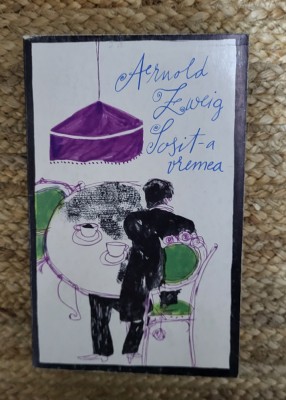 Arnold
Zweig
Sosit-a
vremea